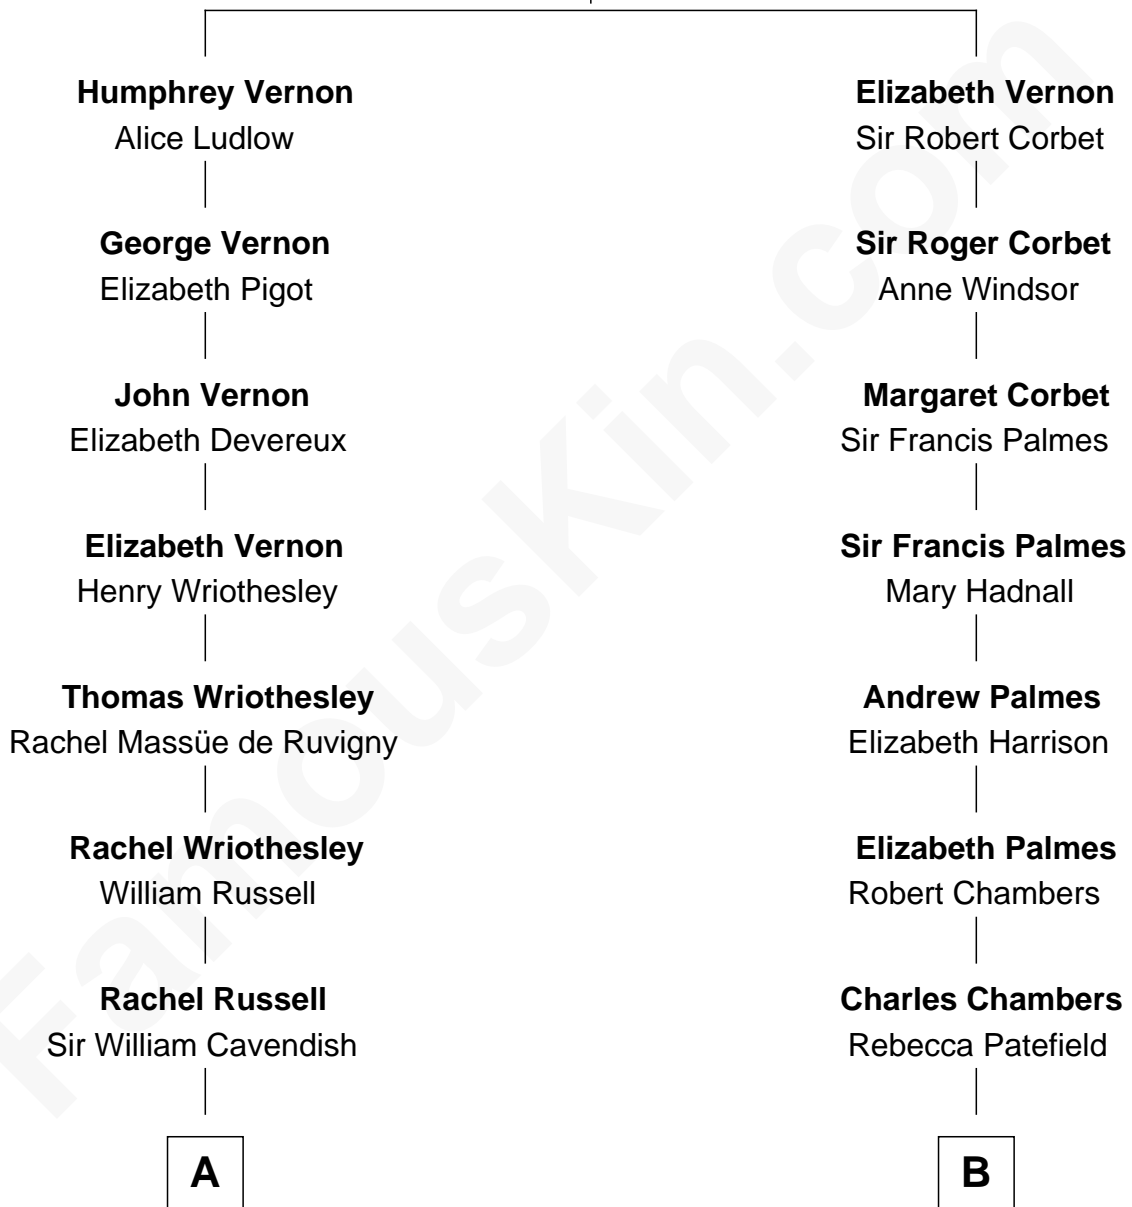 Humphrey Vernon
Alice Ludlow
George Vernon
Elizabeth Pigot
John Vernon
Elizabeth Devereux
Elizabeth Vernon
Henry Wriothesley
Thomas Wriothesley
Rachel Massüe de Ruvigny
Rachel Wriothesley
William Russell
Rachel Russell
Sir William Cavendish
A
Elizabeth Vernon
Sir Robert Corbet
Sir Roger Corbet
Anne Windsor
Margaret Corbet
Sir Francis Palmes
Sir Francis Palmes
Mary Hadnall
Andrew Palmes
Elizabeth Harrison
Elizabeth Palmes
Robert Chambers
Charles Chambers
Rebecca Patefield
B
FamousKin.com